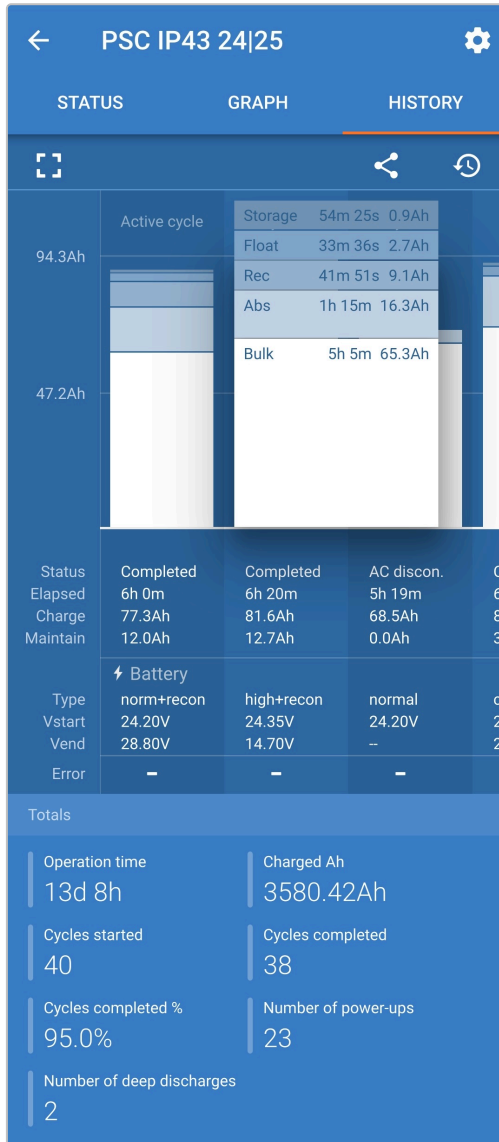 PSC IP43 24|25
STATUS GRAPH HISTORY
Active cycle
94.3Ah
47.2Ah
Storage 54m 25s 0.9Ah
Float 33m 36s 2.7Ah
Rec 41m 51s 9.1Ah
Abs 1h 15m 16.3Ah
Bulk 5h 5m 65.3Ah
Status Completed Completed AC discon.
Elapsed 6h 0m 6h 20m 5h 19m 6
Charge 77.3Ah 81.6Ah 68.5Ah 8
Maintain 12.0Ah 12.7Ah 0.0Ah 3
Battery
Type norm+recon high+recon normal
Vstart 24.20V 24.35V 24.20V 2
Vend 28.80V 14.70V -- 2
Error – – –
Totals
Operation time Charged Ah
13d 8h 3580.42Ah
Cycles started Cycles completed
40 38
Cycles completed % Number of power-ups
95.0% 23
Number of deep discharges
2